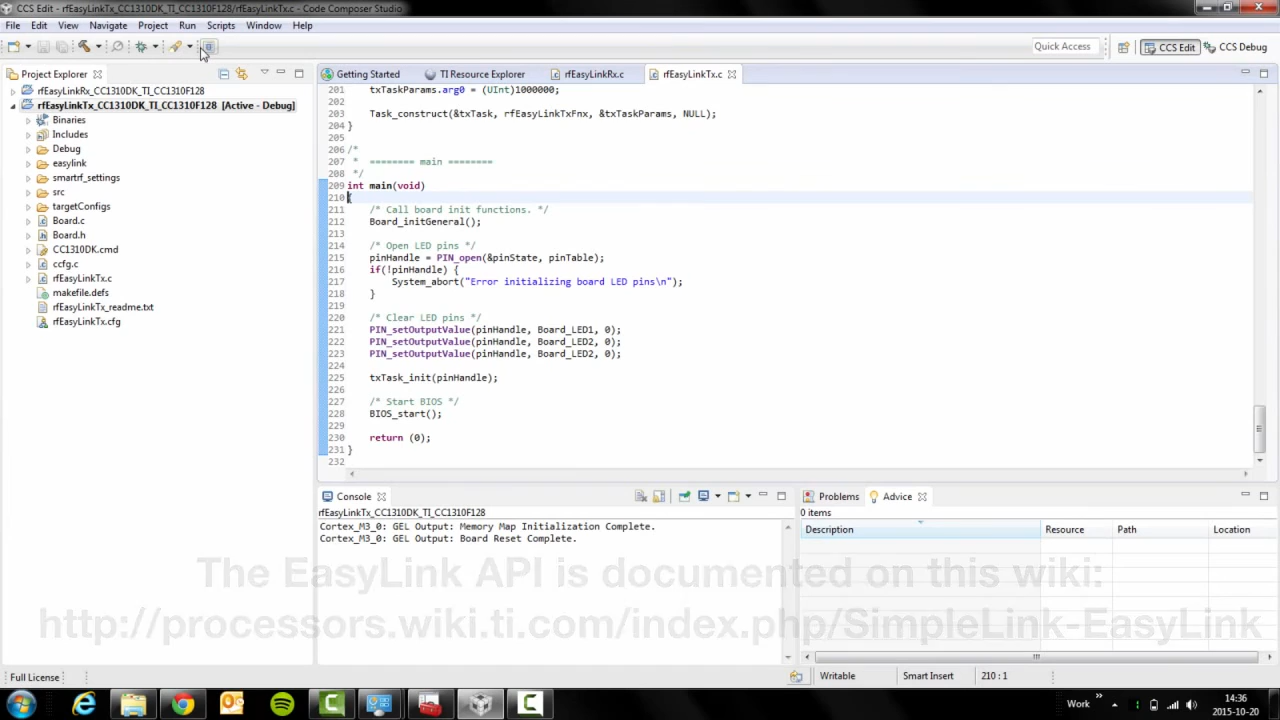 CCS Edit - rfEasyLinkTx_CC1310DK_TI_CC1310F128/rfEasyLinkTx.c - Code Composer Studio
File Edit View Navigate Project Run Scripts Window Help
Quick Access
CCS Edit
CCS Debug
Project Explorer
rfEasyLinkRx_CC1310DK_TI_CC1310F128
rfEasyLinkTx_CC1310DK_TI_CC1310F128 [Active - Debug]
Binaries
Includes
Debug
easylink
smartrf_settings
src
targetConfigs
Board.c
Board.h
CC1310DK.cmd
ccfg.c
rfEasyLinkTx.c
makefile.defs
rfEasyLinkTx_readme.txt
rfEasyLinkTx.cfg
Getting Started
TI Resource Explorer
rfEasyLinkRx.c
rfEasyLinkTx.c
201 txTaskParams.arg0 = (UInt)1000000;
202
203 Task_construct(&txTask, rfEasyLinkTxFnx, &txTaskParams, NULL);
204 }
205
206 /*
207 * ======== main ========
208 */
209 int main(void)
210 {
211 /* Call board init functions. */
212 Board_initGeneral();
213
214 /* Open LED pins */
215 pinHandle = PIN_open(&pinState, pinTable);
216 if(!pinHandle) {
217 System_abort("Error initializing board LED pins\n");
218 }
219
220 /* Clear LED pins */
221 PIN_setOutputValue(pinHandle, Board_LED1, 0);
222 PIN_setOutputValue(pinHandle, Board_LED2, 0);
223 PIN_setOutputValue(pinHandle, Board_LED2, 0);
224
225 txTask_init(pinHandle);
226
227 /* Start BIOS */
228 BIOS_start();
229
230 return (0);
231 }
232
Console
rfEasyLinkTx_CC1310DK_TI_CC1310F128
Cortex_M3_0: GEL Output: Memory Map Initialization Complete.
Cortex_M3_0: GEL Output: Board Reset Complete.
Problems
Advice
0 items
Description Resource Path Location
The EasyLink API is documented on this wiki:
http://processors.wiki.ti.com/index.php/SimpleLink-EasyLink
Full License
Writable
Smart Insert
210 : 1
Work
14:36
2015-10-20